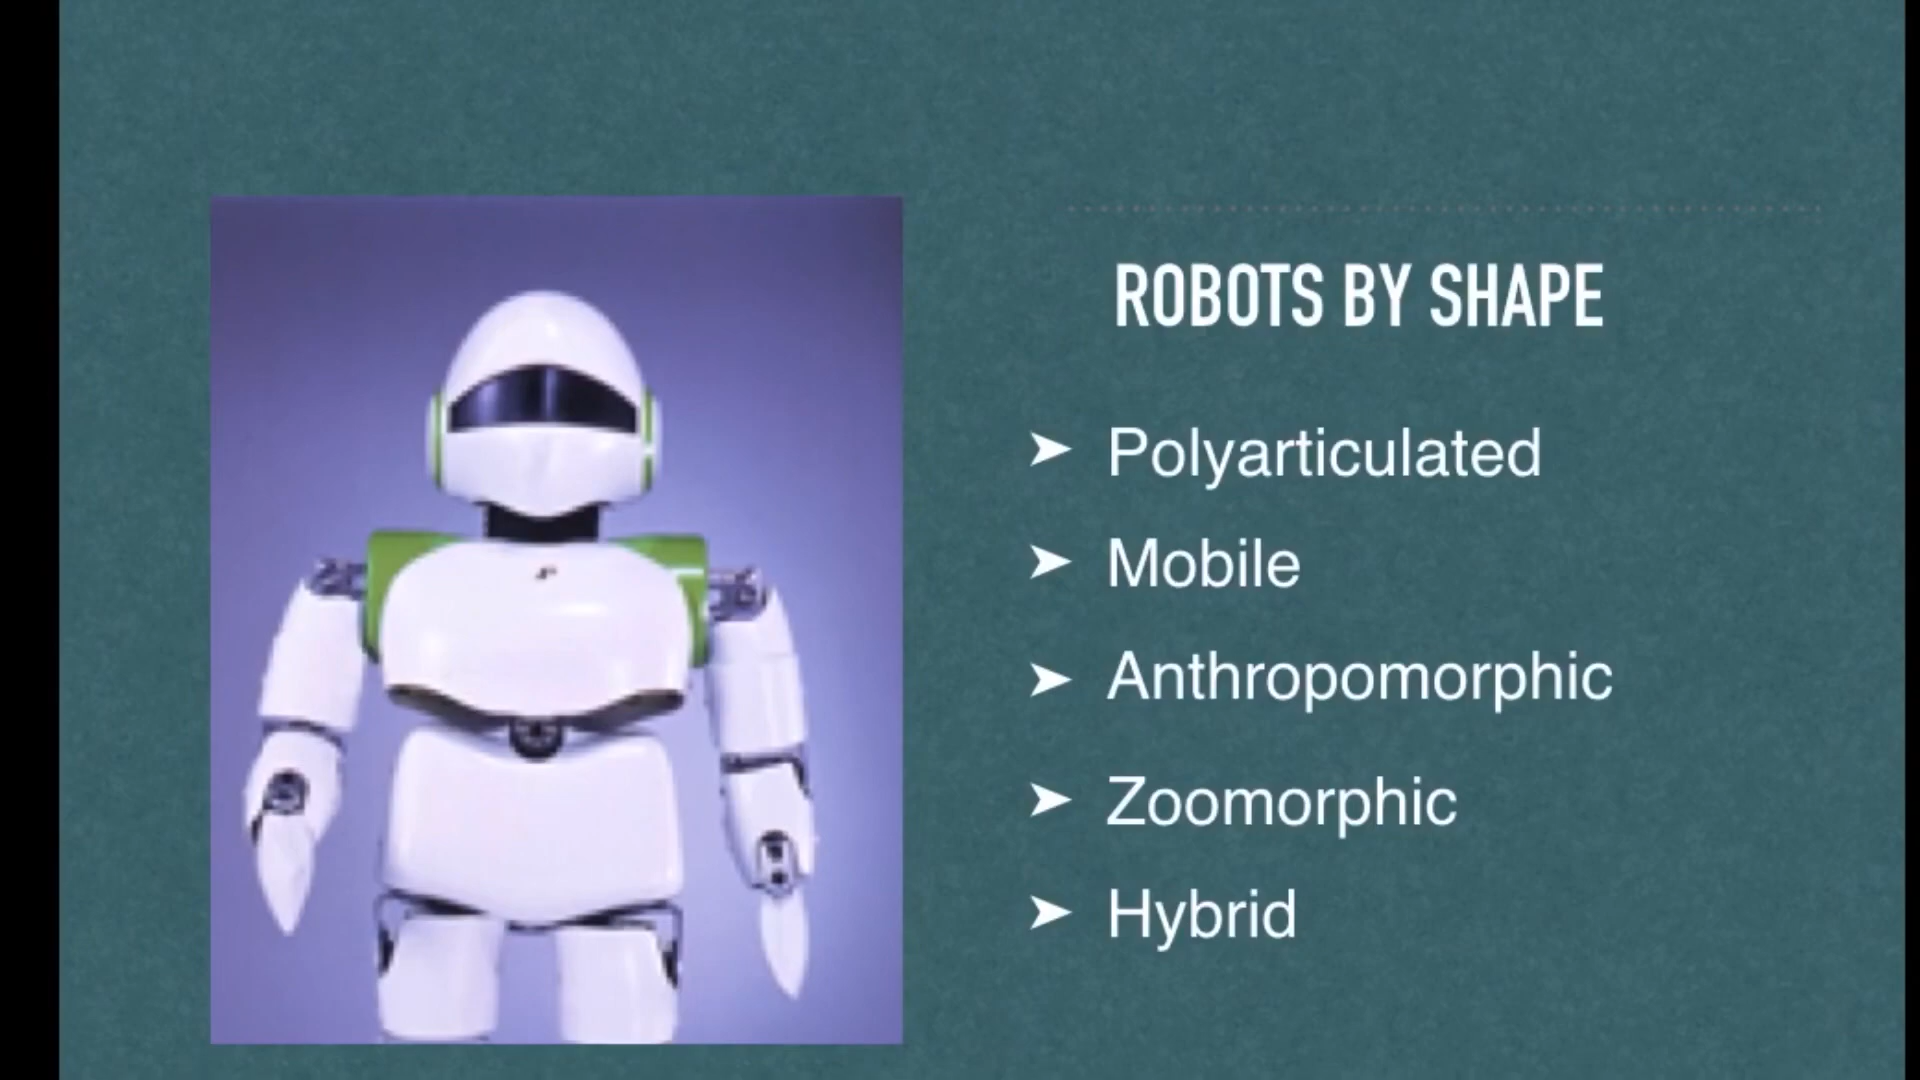 ROBOTS BY SHAPE
➤ Polyarticulated
➤ Mobile
➤ Anthropomorphic
➤ Zoomorphic
➤ Hybrid